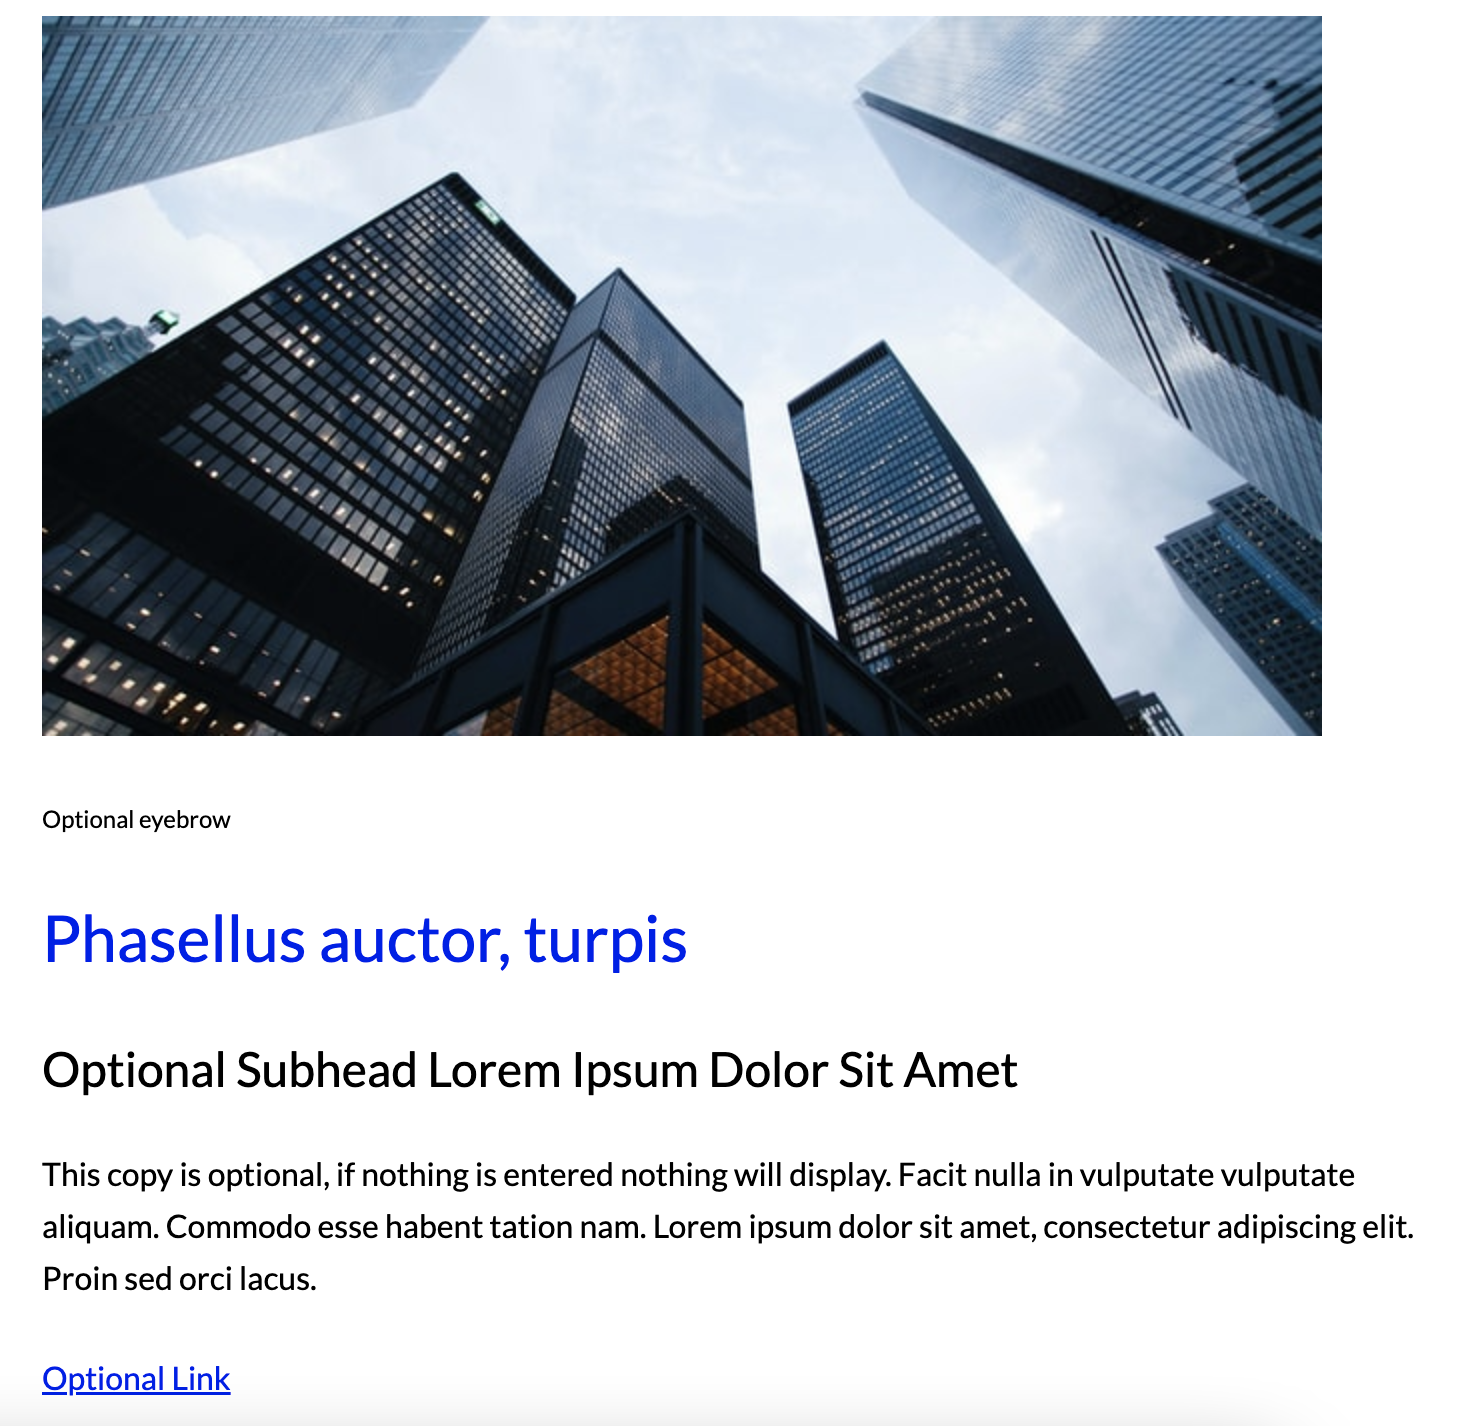 Optional eyebrow
Phasellus auctor, turpis
Optional Subhead Lorem Ipsum Dolor Sit Amet
This copy is optional, if nothing is entered nothing will display. Facit nulla in vulputate vulputate
aliquam. Commodo esse habent tation nam. Lorem ipsum dolor sit amet, consectetur adipiscing elit.
Proin sed orci lacus.
Optional Link